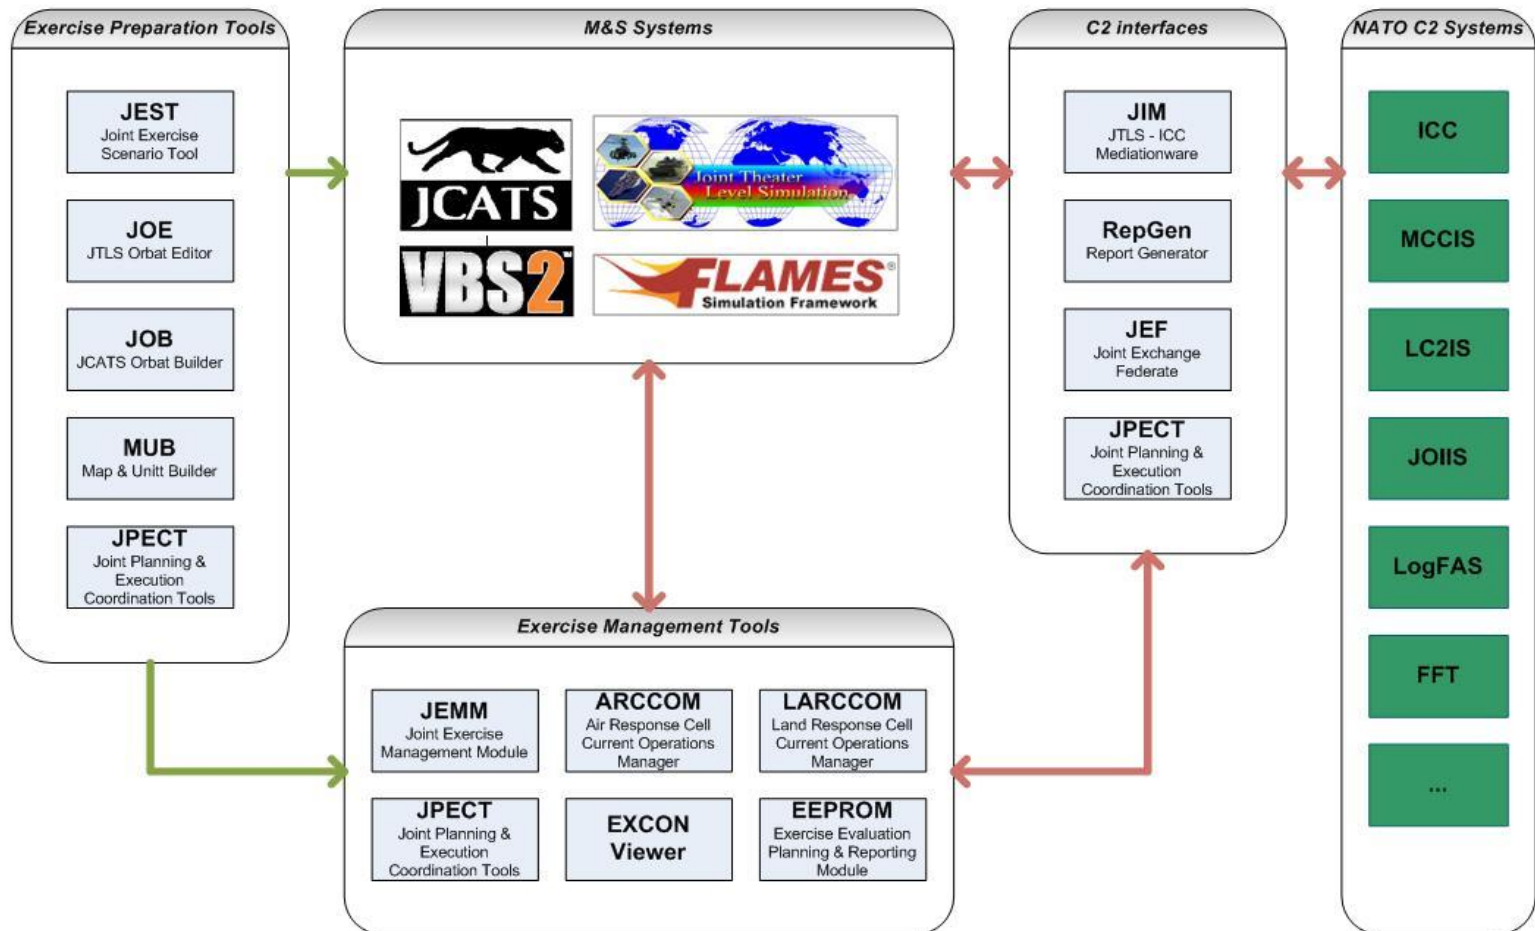 Exercise Preparation Tools
JEST
Joint Exercise
Scenario Tool
JOE
JTLS Orbat Editor
JOB
JCATS Orbat Builder
MUB
Map & Unitt Builder
JPECT
Joint Planning &
Execution
Coordination Tools
M&S Systems
JCATS
Joint Theater
Level Simulation
VBS2™
FLAMES®
Simulation Framework
C2 interfaces
JIM
JTLS - ICC
Mediationware
RepGen
Report Generator
JEF
Joint Exchange
Federate
JPECT
Joint Planning &
Execution
Coordination Tools
NATO C2 Systems
ICC
MCCIS
LC2IS
JOIIS
LogFAS
FFT
...
Exercise Management Tools
JEMM
Joint Exercise
Management Module
ARCCOM
Air Response Cell
Current Operations
Manager
LARCCOM
Land Response Cell
Current Operations
Manager
JPECT
Joint Planning &
Execution
Coordination Tools
EXCON
Viewer
EEPROM
Exercise Evaluation
Planning & Reporting
Module